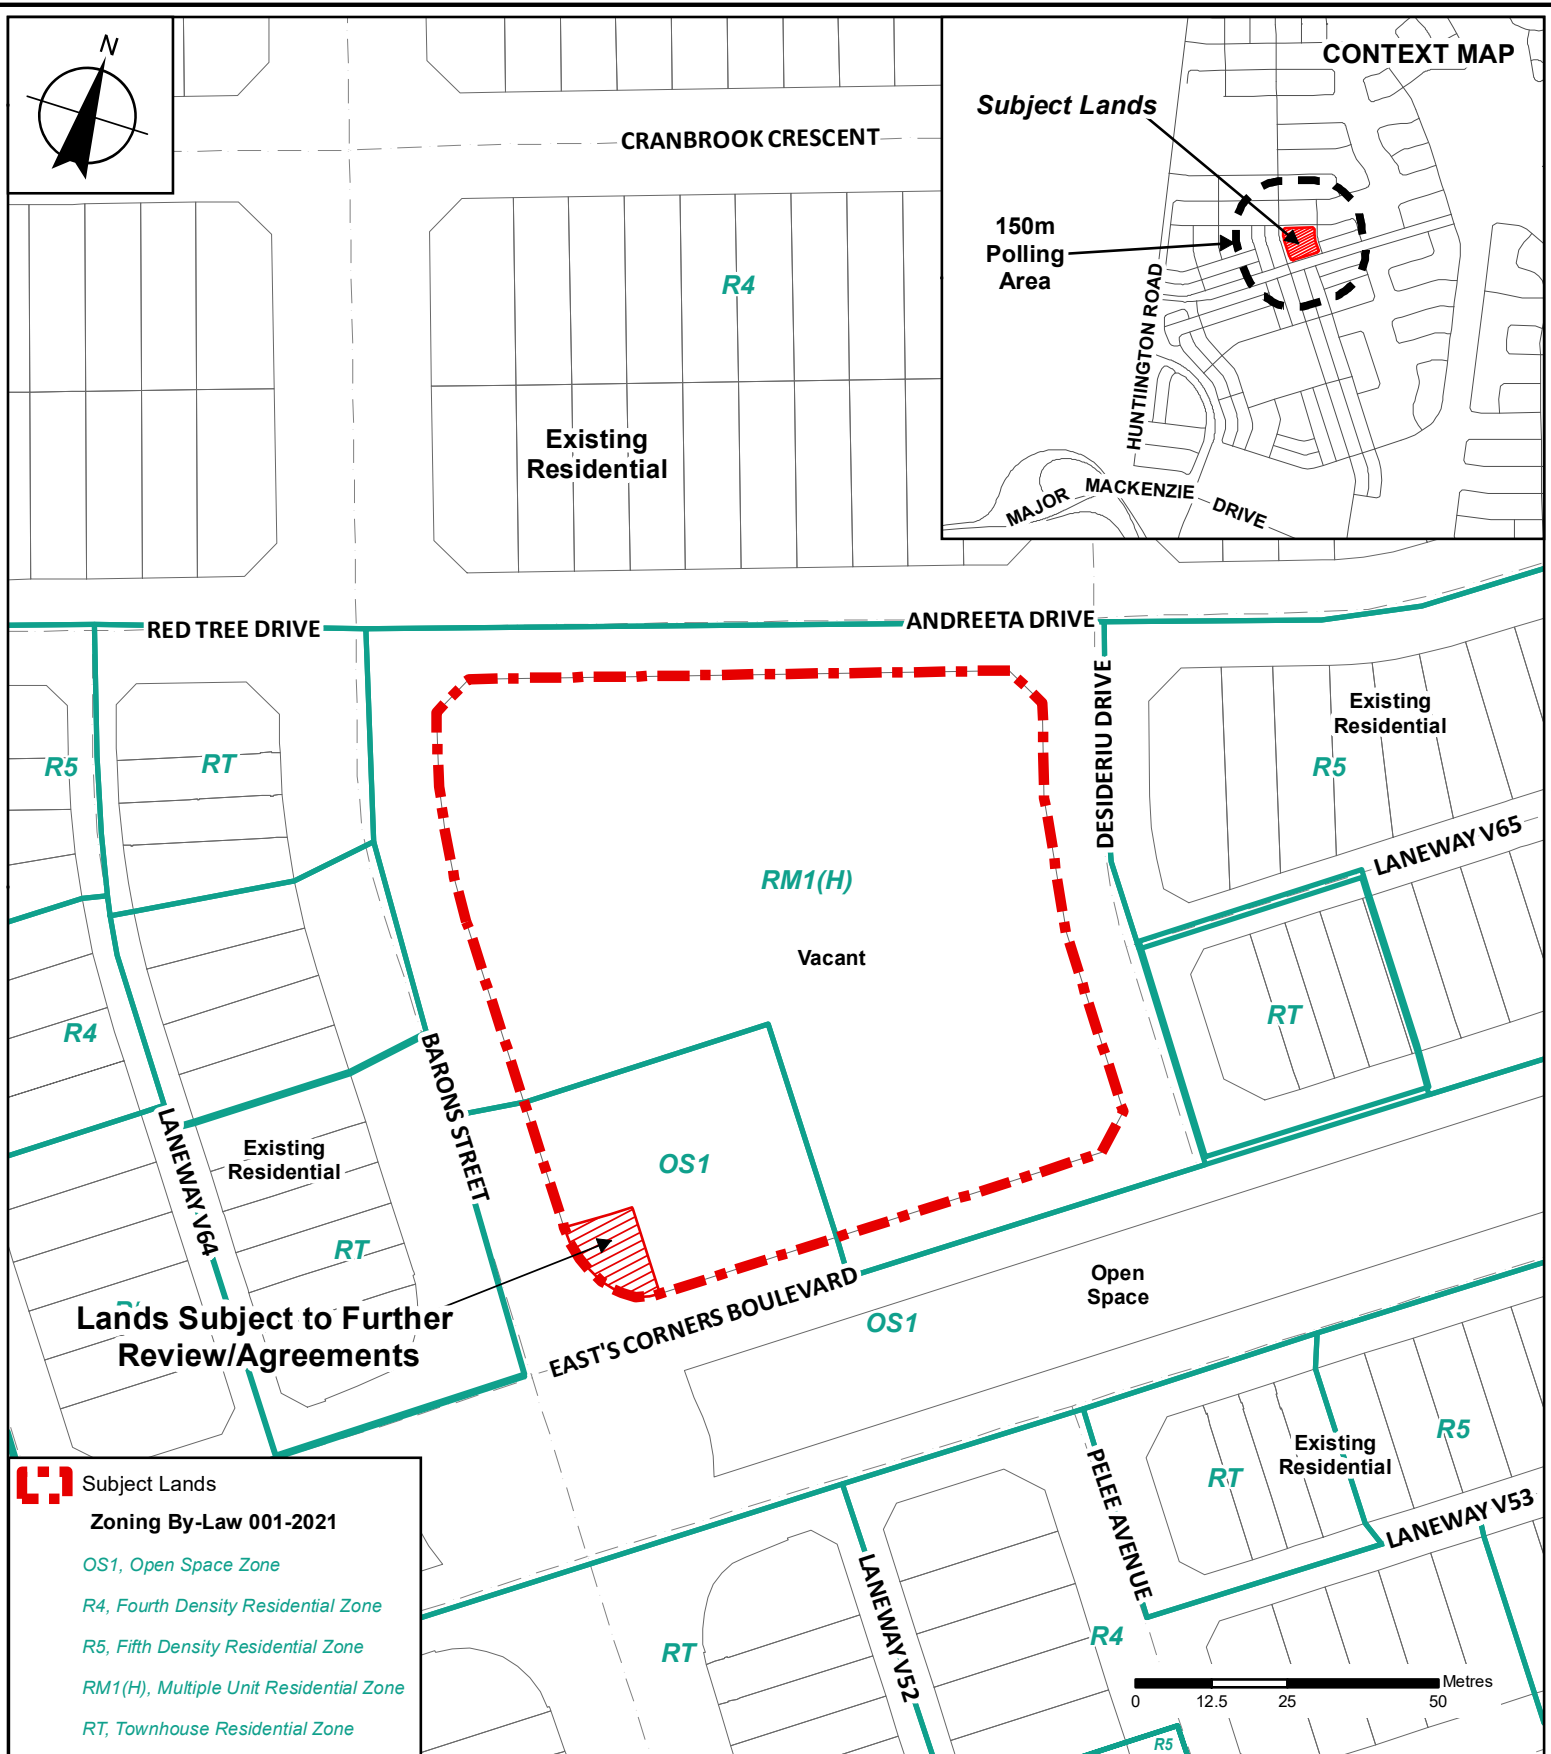 N
CONTEXT MAP
Subject Lands
150m
Polling
Area
HUNTIINGTON ROAD
MAJOR MACKENZIE DRIVE
CRANBROOK CRESCENT
R4
Existing
Residential
RED TREE DRIVE
ANDREETA DRIVE
DESIDERIU DRIVE
Existing
Residential
R5
R5
RT
LANEWAY V65
RM1(H)
Vacant
RT
R4
BARONS STREET
LANEWAY V64
Existing
Residential
OS1
RT
Lands Subject to Further
Review/Agreements
EAST'S CORNERS BOULEVARD
OS1
Open
Space
Existing
Residential
R5
RT
PELEE AVENUE
LANEWAY V53
LANEWAY V52
RT
R4
R5
Subject Lands
Zoning By-Law 001-2021
OS1, Open Space Zone
R4, Fourth Density Residential Zone
R5, Fifth Density Residential Zone
RM1(H), Multiple Unit Residential Zone
RT, Townhouse Residential Zone
Metres
0 12.5 25 50